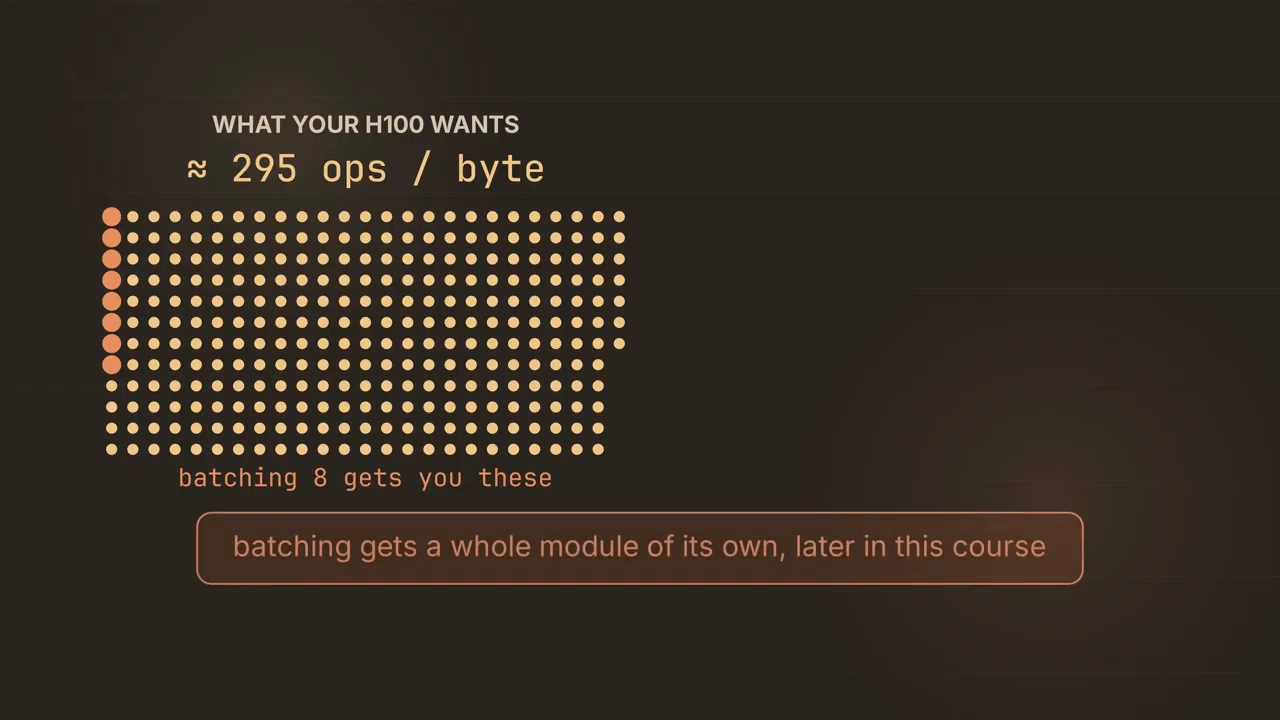 WHAT YOUR H100 WANTS
≈ 295 ops / byte
batching 8 gets you these
batching gets a whole module of its own, later in this course